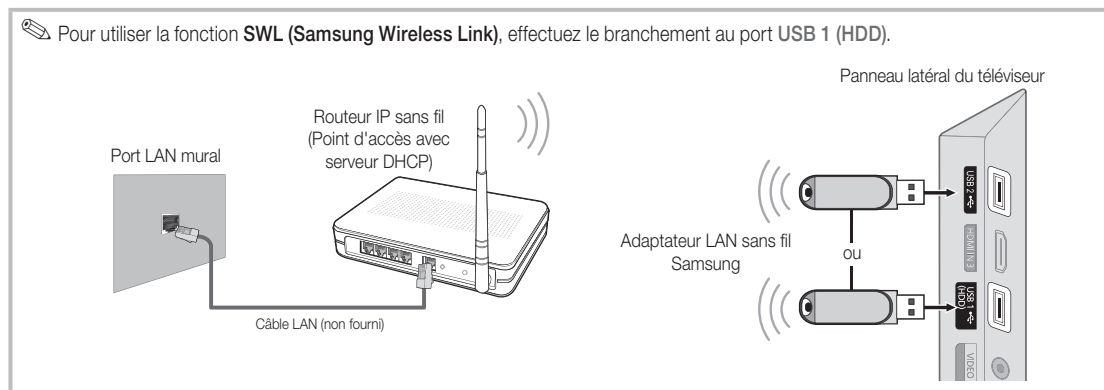 Pour utiliser la fonction SWL (Samsung Wireless Link), effectuez le branchement au port USB 1 (HDD).
Panneau latéral du téléviseur
Routeur IP sans fil
(Point d'accès avec
serveur DHCP)
Port LAN mural
Câble LAN (non fourni)
Adaptateur LAN sans fil
Samsung
ou
USB 2
HDMI IN 3
USB 1
(HDD)
VIDEO